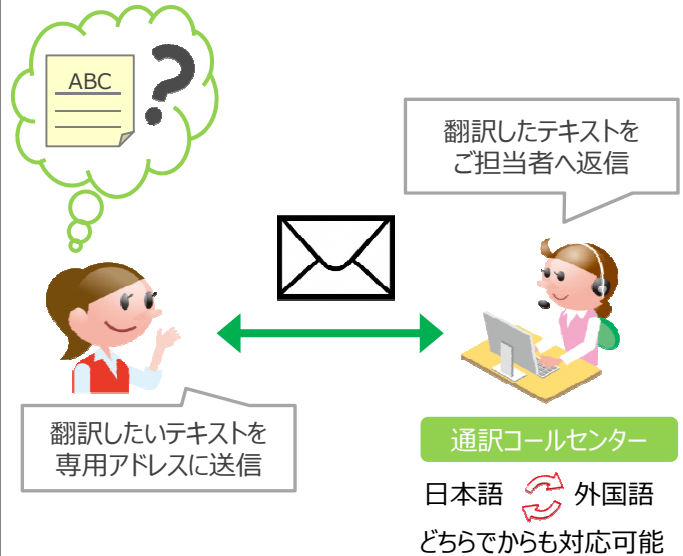 ABC
?
翻訳したテキストを
ご担当者へ返信
翻訳したいテキストを
専用アドレスに送信
通訳コールセンター
日本語 外国語
どちらでからも対応可能